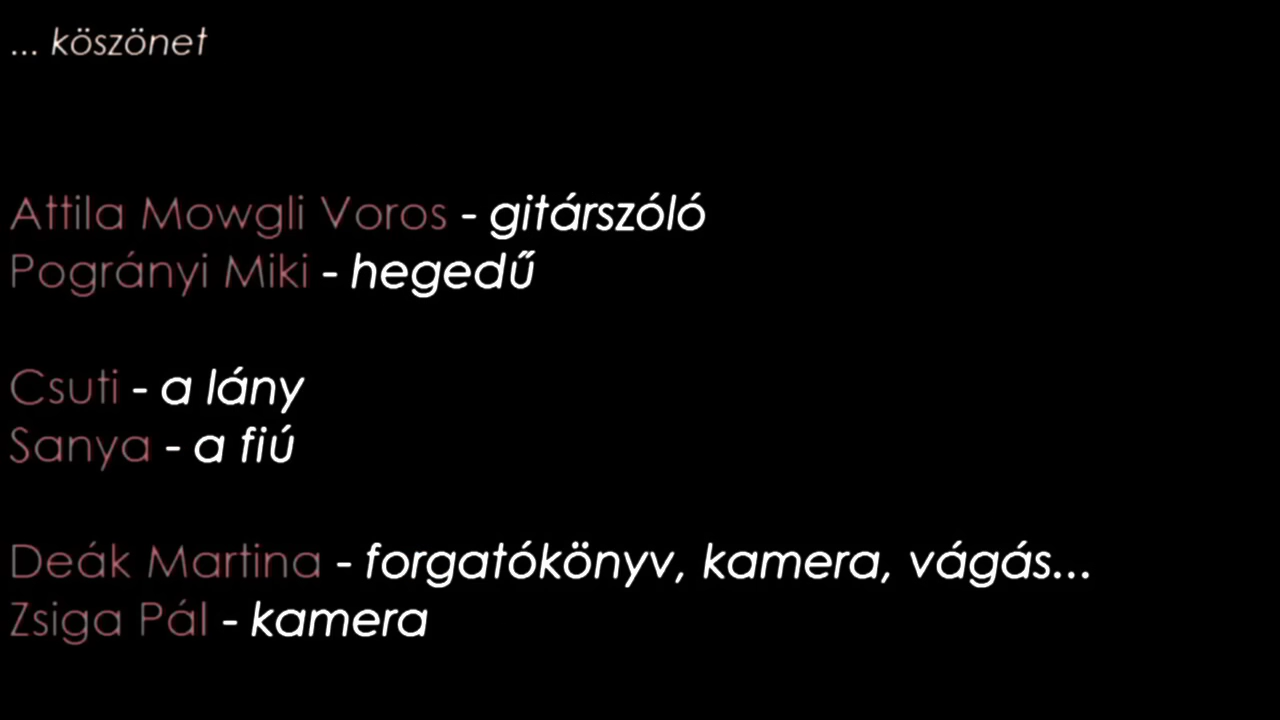 ... köszönet
Attila Mowgli Voros - gitárszóló
Pogrányi Miki - hegedű
Csuti - a lány
Sanya - a fiú
Deák Martina - forgatókönyv, kamera, vágás...
Zsiga Pál - kamera